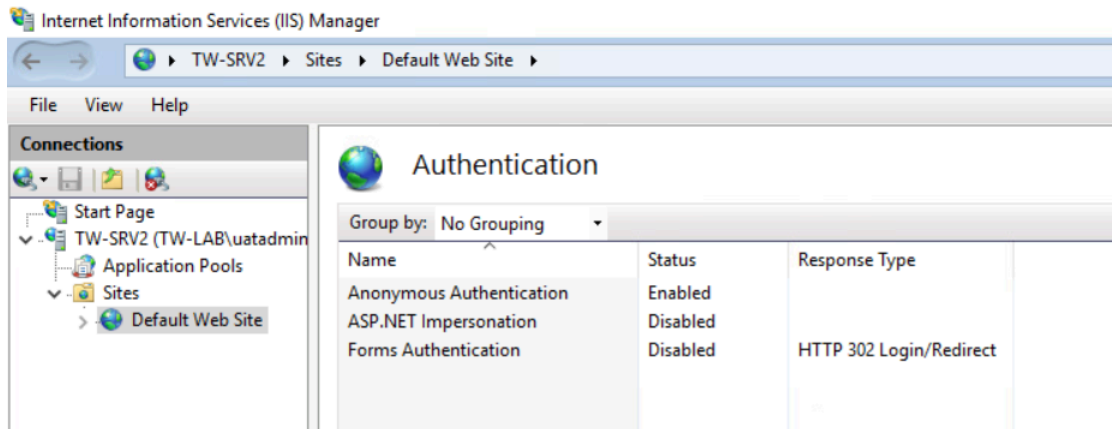 Internet Information Services (IIS) Manager
TW-SRV2 Sites Default Web Site
File View Help
Connections
Start Page
TW-SRV2 (TW-LAB\uatadmin
Application Pools
Sites
Default Web Site
Authentication
Group by: No Grouping
Name Status Response Type
Anonymous Authentication Enabled
ASP.NET Impersonation Disabled
Forms Authentication Disabled HTTP 302 Login/Redirect